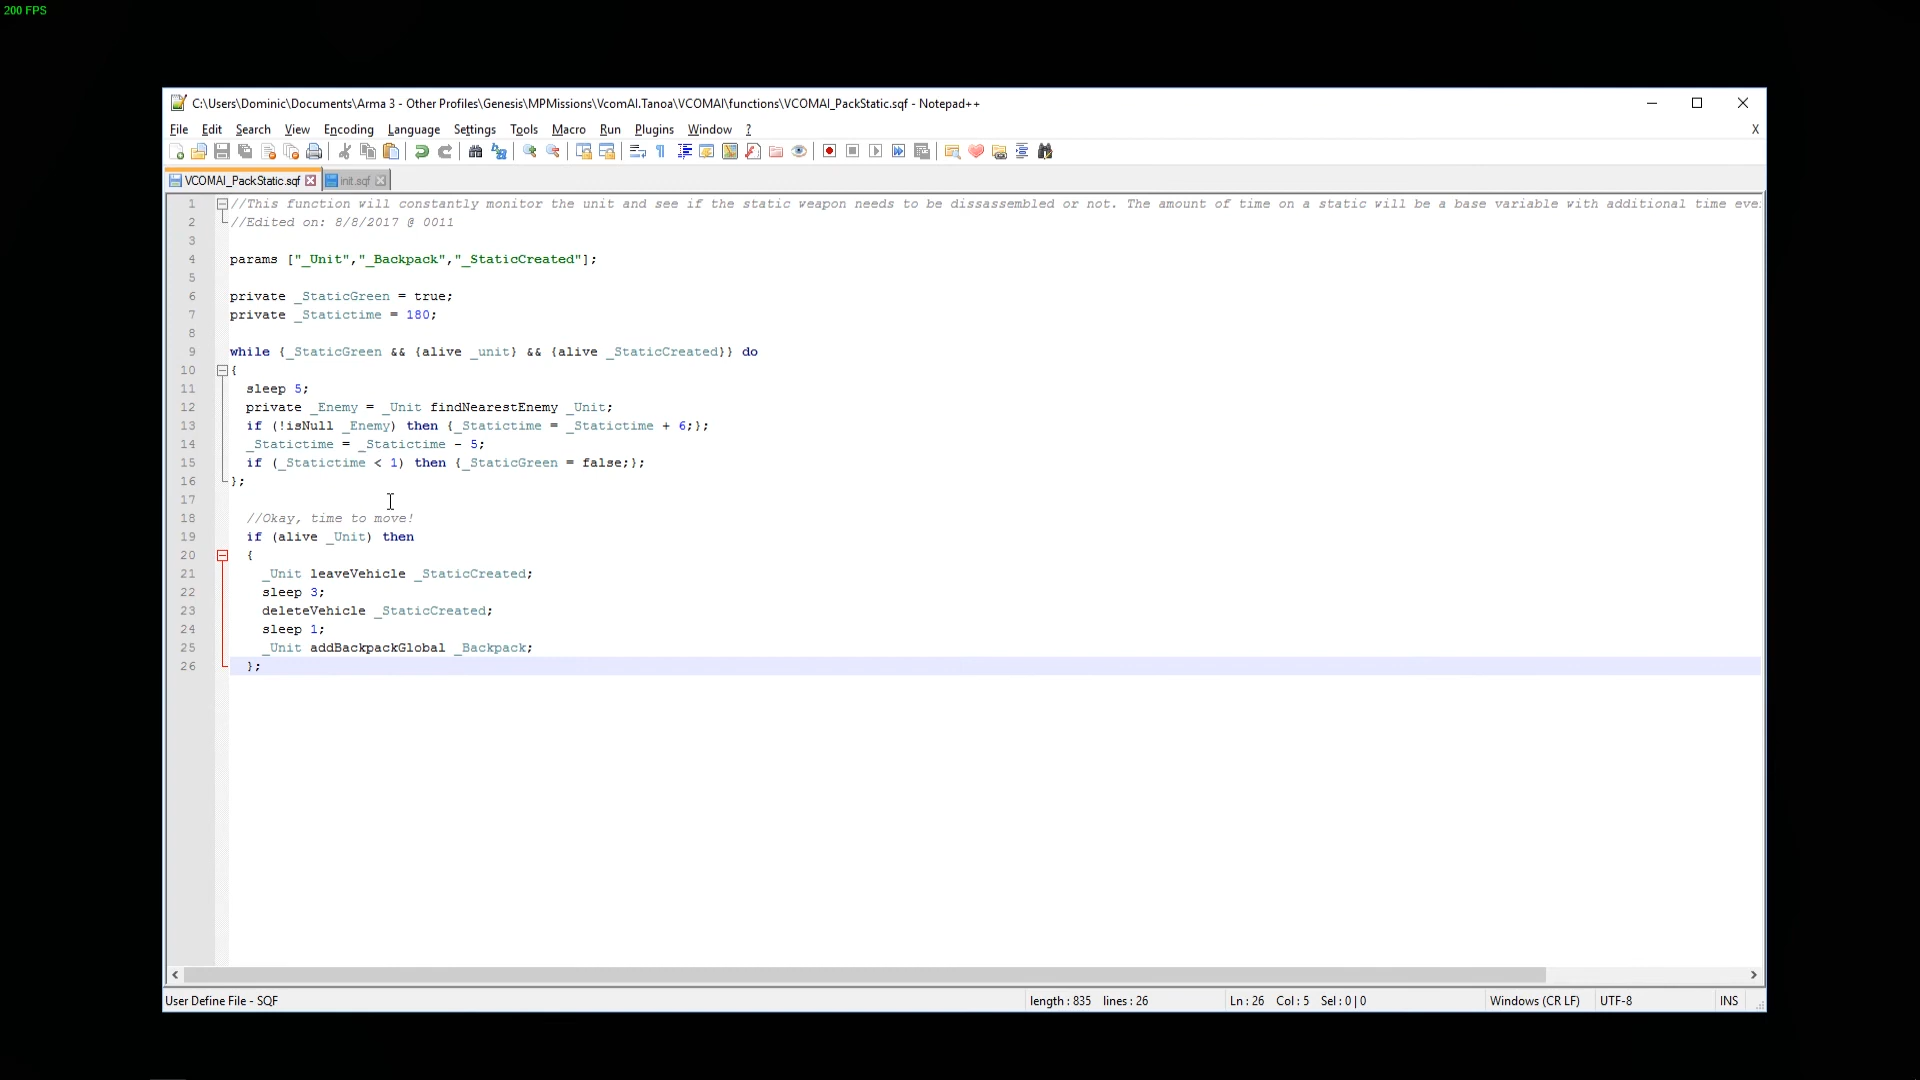 200 FPS
C:\Users\Dominic\Documents\Arma 3 - Other Profiles\Genesis\MPMissions\VcomAI.Tanoa\VCOMAI\functions\VCOMAI_PackStatic.sqf - Notepad++
File Edit Search View Encoding Language Settings Tools Macro Run Plugins Window ? X
VCOMAI_PackStatic.sqf init.sqf
1 //This function will constantly monitor the unit and see if the static weapon needs to be dissassembled or not. The amount of time on a static will be a base variable with additional time eve
2 //Edited on: 8/8/2017 @ 0011
3
4 params ["_Unit","_Backpack","_StaticCreated"];
5
6 private _StaticGreen = true;
7 private _Statictime = 180;
8
9 while {_StaticGreen && {alive _unit} && {alive _StaticCreated}} do
10 {
11 sleep 5;
12 private _Enemy = _Unit findNearestEnemy _Unit;
13 if (!isNull _Enemy) then {_Statictime = _Statictime + 6;};
14 _Statictime = _Statictime - 5;
15 if (_Statictime < 1) then {_StaticGreen = false;};
16 };
17
18 //Okay, time to move!
19 if (alive _Unit) then
20 {
21 _Unit leaveVehicle _StaticCreated;
22 sleep 3;
23 deleteVehicle _StaticCreated;
24 sleep 1;
25 _Unit addBackpackGlobal _Backpack;
26 };
User Define File - SQF length : 835 lines : 26 Ln : 26 Col : 5 Sel : 0 | 0 Windows (CR LF) UTF-8 INS